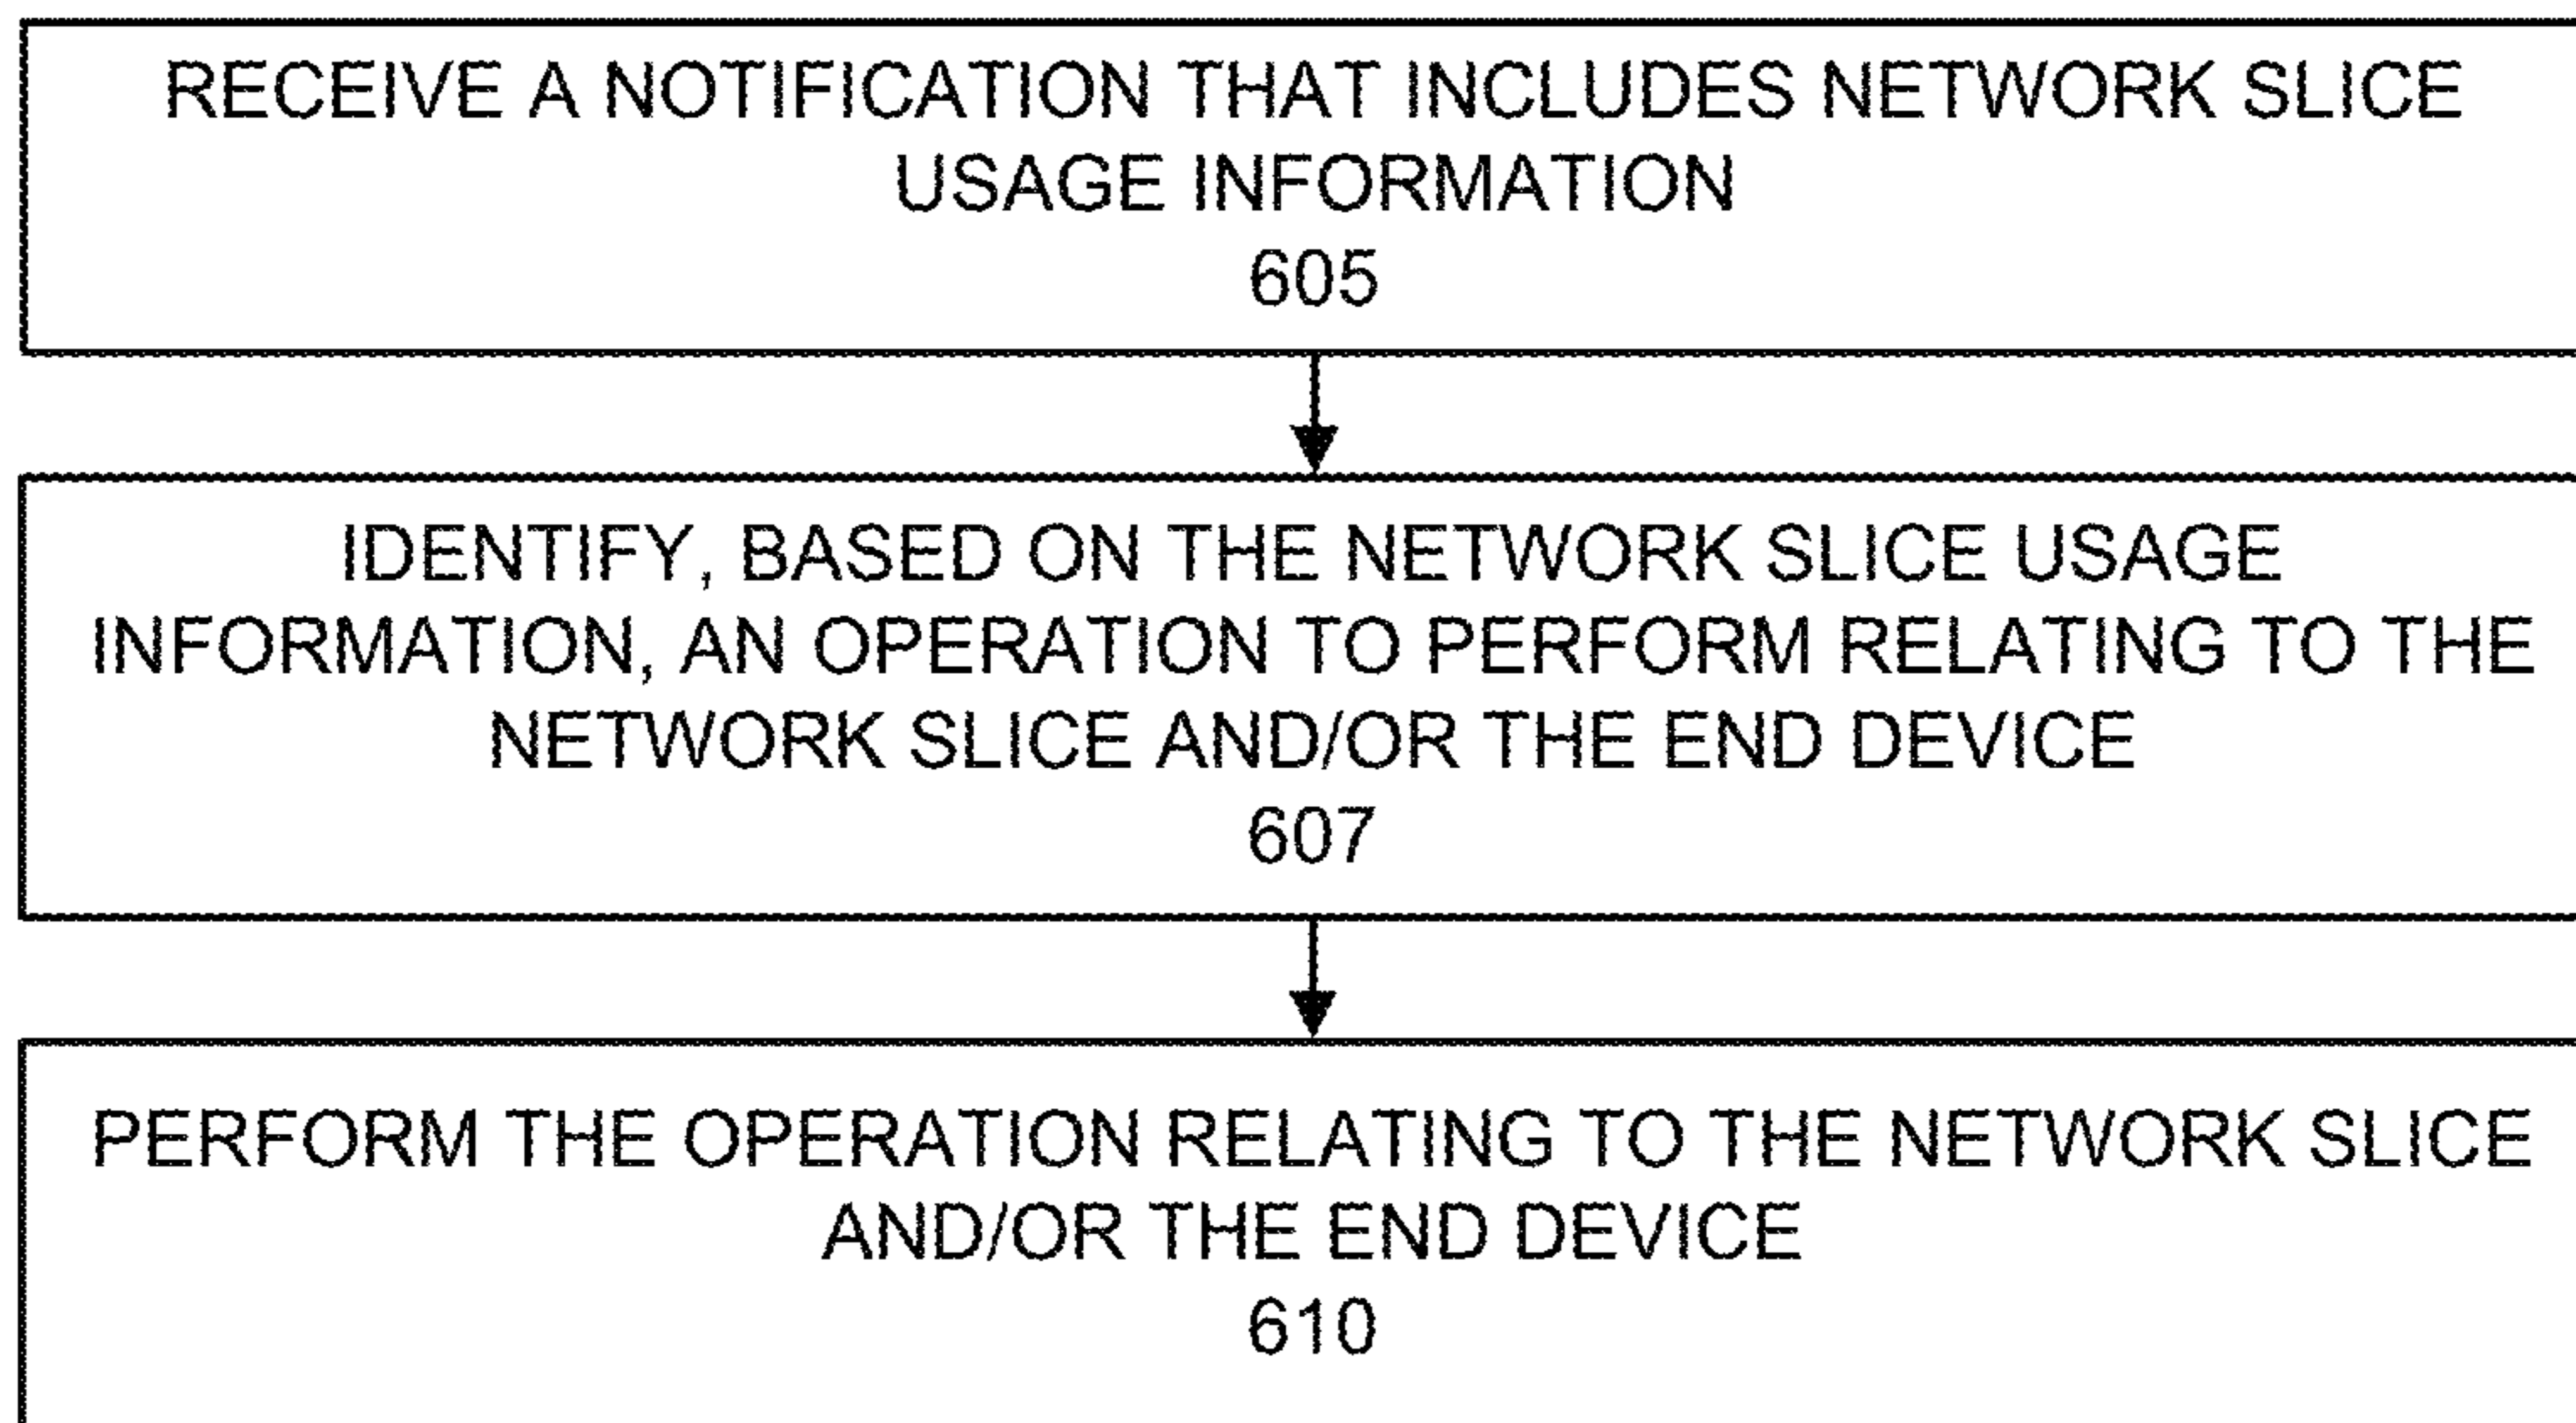 RECEIVE A NOTIFICATION THAT INCLUDES NETWORK SLICE
USAGE INFORMATION
605
IDENTIFY, BASED ON THE NETWORK SLICE USAGE
INFORMATION, AN OPERATION TO PERFORM RELATING TO THE
NETWORK SLICE AND/OR THE END DEVICE
607
PERFORM THE OPERATION RELATING TO THE NETWORK SLICE
AND/OR THE END DEVICE
610